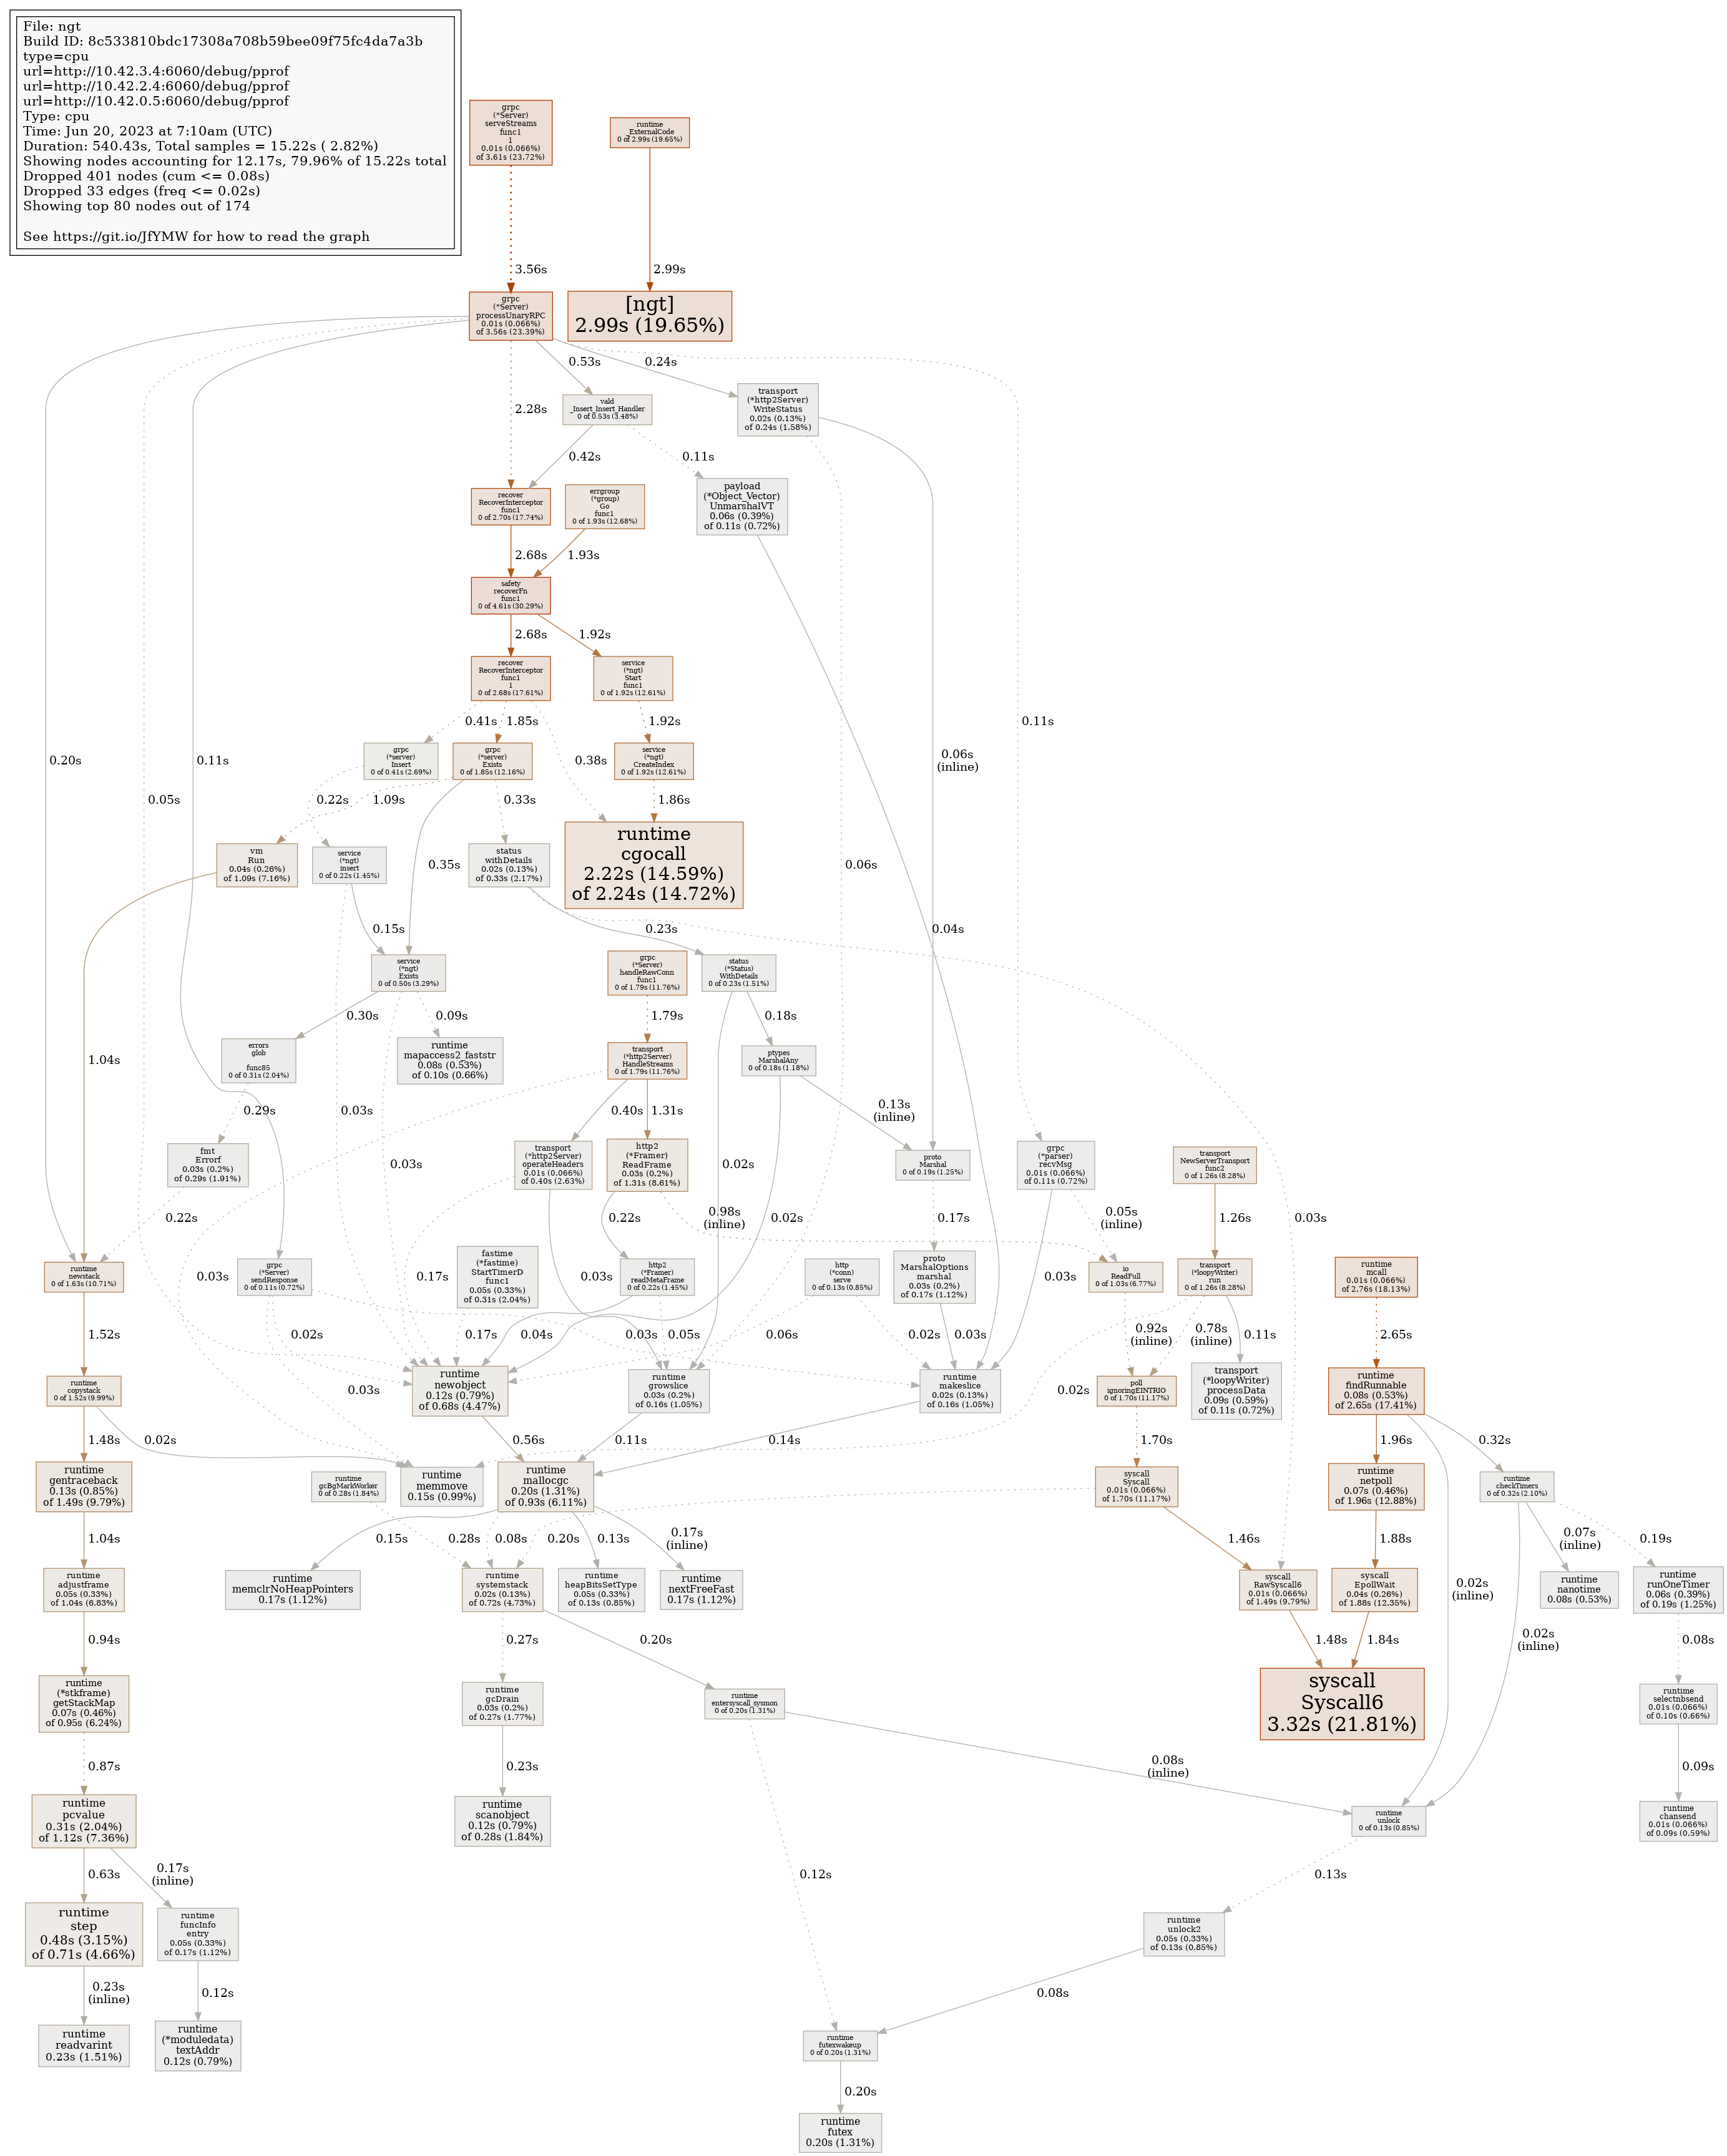 File: ngt
Build ID: 8c533810bdc17308a708b59bee09f75fc4da7a3b
type=cpu
url=http://10.42.3.4:6060/debug/pprof
url=http://10.42.2.4:6060/debug/pprof
url=http://10.42.0.5:6060/debug/pprof
Type: cpu
Time: Jun 20, 2023 at 7:10am (UTC)
Duration: 540.43s, Total samples = 15.22s ( 2.82%)
Showing nodes accounting for 12.17s, 79.96% of 15.22s total
Dropped 401 nodes (cum <= 0.08s)
Dropped 33 edges (freq <= 0.02s)
Showing top 80 nodes out of 174
See https://git.io/JfYMW for how to read the graph
grpc
(*Server)
serveStreams
func1
1
0.01s (0.066%)
of 3.61s (23.72%)
runtime
ExternalCode
0 of 2.99s (19.65%)
3.56s
2.99s
grpc
(*Server)
processUnaryRPC
0.01s (0.066%)
of 3.56s (23.39%)
[ngt]
2.99s (19.65%)
0.53s
0.24s
2.28s
vald
_Insert_Insert_Handler
0 of 0.53s (3.48%)
transport
(*http2Server)
WriteStatus
0.02s (0.13%)
of 0.24s (1.58%)
0.42s
0.11s
recover
RecoverInterceptor
func1
0 of 2.70s (17.74%)
errgroup
(*group)
Go
func1
0 of 1.93s (12.68%)
payload
(*Object_Vector)
UnmarshalVT
0.06s (0.39%)
of 0.11s (0.72%)
2.68s
1.93s
safety
recoverFn
func1
0 of 4.61s (30.29%)
2.68s
1.92s
recover
RecoverInterceptor
func1
1
0 of 2.68s (17.61%)
service
(*ngt)
Start
func1
0 of 1.92s (12.61%)
0.41s
1.85s
1.92s
0.11s
0.20s
0.05s
0.11s
grpc
(*server)
Insert
0 of 0.41s (2.69%)
grpc
(*server)
Exists
0 of 1.85s (12.16%)
0.38s
service
(*ngt)
CreateIndex
0 of 1.92s (12.61%)
0.06s
(inline)
0.22s
1.09s
0.33s
1.86s
vm
Run
0.04s (0.26%)
of 1.09s (7.16%)
service
(*ngt)
insert
0 of 0.22s (1.45%)
0.35s
status
withDetails
0.02s (0.13%)
of 0.33s (2.17%)
runtime
cgocall
2.22s (14.59%)
of 2.24s (14.72%)
0.06s
0.15s
0.23s
0.04s
service
(*ngt)
Exists
0 of 0.50s (3.29%)
grpc
(*Server)
handleRawConn
func1
0 of 1.79s (11.76%)
status
(*Status)
WithDetails
0 of 0.23s (1.51%)
0.30s
0.09s
1.79s
0.18s
1.04s
errors
glob

func85
0 of 0.31s (2.04%)
runtime
mapaccess2_faststr
0.08s (0.53%)
of 0.10s (0.66%)
transport
(*http2Server)
HandleStreams
0 of 1.79s (11.76%)
ptypes
MarshalAny
0 of 0.18s (1.18%)
0.29s
0.03s
0.40s
1.31s
0.13s
(inline)
fmt
Errorf
0.03s (0.2%)
of 0.29s (1.91%)
0.03s
transport
(*http2Server)
operateHeaders
0.01s (0.066%)
of 0.40s (2.63%)
http2
(*Framer)
ReadFrame
0.03s (0.2%)
of 1.31s (8.61%)
0.02s
proto
Marshal
0 of 0.19s (1.25%)
grpc
(*parser)
recvMsg
0.01s (0.066%)
of 0.11s (0.72%)
transport
NewServerTransport
func2
0 of 1.26s (8.28%)
0.22s
0.22s
0.98s
(inline)
0.02s
0.17s
0.05s
(inline)
1.26s
0.03s
runtime
newstack
0 of 1.63s (10.71%)
grpc
(*Server)
sendResponse
0 of 0.11s (0.72%)
0.03s
0.17s
fastime
(*fastime)
StartTimerD
func1
0.05s (0.33%)
of 0.31s (2.04%)
0.03s
http2
(*Framer)
readMetaFrame
0 of 0.22s (1.45%)
http
(*conn)
serve
0 of 0.13s (0.85%)
proto
MarshalOptions
marshal
0.03s (0.2%)
of 0.17s (1.12%)
0.03s
io
ReadFull
0 of 1.03s (6.77%)
transport
(*loopyWriter)
run
0 of 1.26s (8.28%)
runtime
mcall
0.01s (0.066%)
of 2.76s (18.13%)
1.52s
0.02s
0.17s
0.04s
0.03s
0.05s
0.06s
0.02s
0.03s
0.92s
(inline)
0.78s
(inline)
0.11s
2.65s
runtime
copystack
0 of 1.52s (9.99%)
0.03s
runtime
newobject
0.12s (0.79%)
of 0.68s (4.47%)
runtime
growslice
0.03s (0.2%)
of 0.16s (1.05%)
runtime
makeslice
0.02s (0.13%)
of 0.16s (1.05%)
0.02s
poll
ignoringEINTRIO
0 of 1.70s (11.17%)
transport
(*loopyWriter)
processData
0.09s (0.59%)
of 0.11s (0.72%)
runtime
findRunnable
0.08s (0.53%)
of 2.65s (17.41%)
1.48s
0.02s
0.56s
0.11s
0.14s
1.70s
1.96s
0.32s
runtime
gentraceback
0.13s (0.85%)
of 1.49s (9.79%)
runtime
gcBgMarkWorker
0 of 0.28s (1.84%)
runtime
memmove
0.15s (0.99%)
runtime
mallocgc
0.20s (1.31%)
of 0.93s (6.11%)
syscall
Syscall
0.01s (0.066%)
of 1.70s (11.17%)
runtime
netpoll
0.07s (0.46%)
of 1.96s (12.88%)
runtime
checkTimers
0 of 0.32s (2.10%)
1.04s
0.15s
0.28s
0.08s
0.20s
0.13s
0.17s
(inline)
1.46s
1.88s
0.07s
(inline)
0.19s
runtime
adjustframe
0.05s (0.33%)
of 1.04s (6.83%)
runtime
memclrNoHeapPointers
0.17s (1.12%)
runtime
systemstack
0.02s (0.13%)
of 0.72s (4.73%)
runtime
heapBitsSetType
0.05s (0.33%)
of 0.13s (0.85%)
runtime
nextFreeFast
0.17s (1.12%)
syscall
RawSyscall6
0.01s (0.066%)
of 1.49s (9.79%)
syscall
EpollWait
0.04s (0.26%)
of 1.88s (12.35%)
0.02s
(inline)
runtime
nanotime
0.08s (0.53%)
runtime
runOneTimer
0.06s (0.39%)
of 0.19s (1.25%)
0.94s
0.27s
0.20s
1.48s
1.84s
0.02s
(inline)
0.08s
runtime
(*stkframe)
getStackMap
0.07s (0.46%)
of 0.95s (6.24%)
runtime
gcDrain
0.03s (0.2%)
of 0.27s (1.77%)
runtime
entersyscall_sysmon
0 of 0.20s (1.31%)
syscall
Syscall6
3.32s (21.81%)
runtime
selectnbsend
0.01s (0.066%)
of 0.10s (0.66%)
0.87s
0.23s
0.08s
(inline)
0.09s
runtime
pcvalue
0.31s (2.04%)
of 1.12s (7.36%)
runtime
scanobject
0.12s (0.79%)
of 0.28s (1.84%)
runtime
unlock
0 of 0.13s (0.85%)
runtime
chansend
0.01s (0.066%)
of 0.09s (0.59%)
0.63s
0.17s
(inline)
0.12s
0.13s
runtime
step
0.48s (3.15%)
of 0.71s (4.66%)
runtime
funcInfo
entry
0.05s (0.33%)
of 0.17s (1.12%)
runtime
unlock2
0.05s (0.33%)
of 0.13s (0.85%)
0.23s
(inline)
0.12s
0.08s
runtime
readvarint
0.23s (1.51%)
runtime
(*moduledata)
textAddr
0.12s (0.79%)
runtime
futexwakeup
0 of 0.20s (1.31%)
0.20s
runtime
futex
0.20s (1.31%)